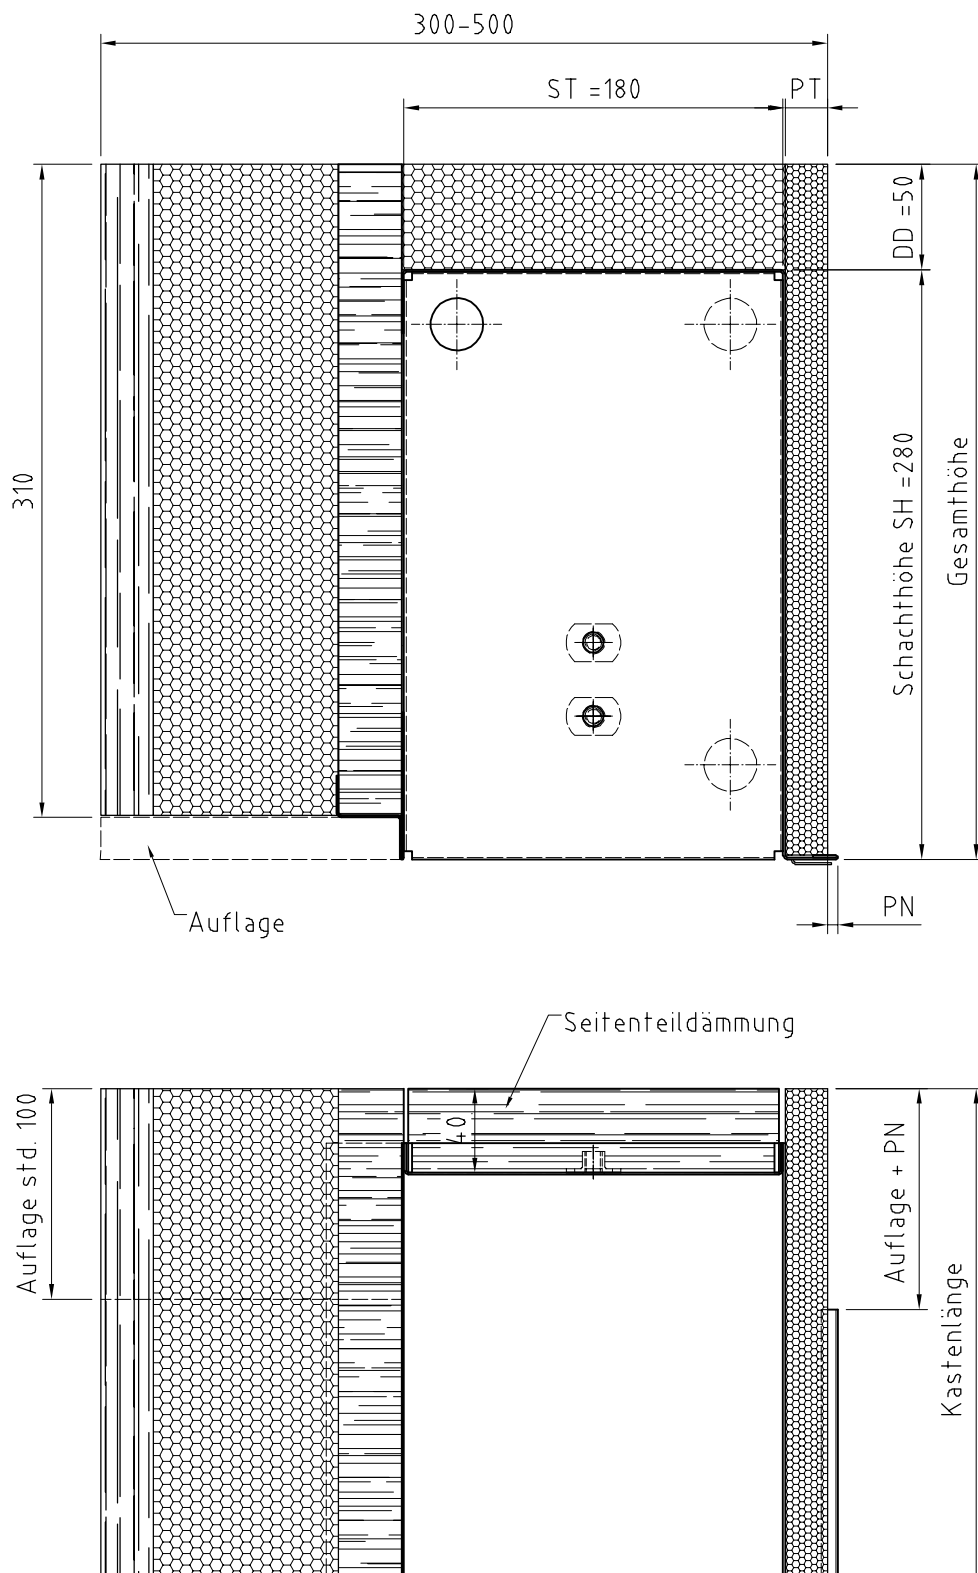 300-500
ST =180
PT
DD =50
310
Schachthöhe SH =280
Gesamthöhe
Auflage
PN
Seitenteildämmung
Auflage std. 100
40
Auflage + PN
Kastenlänge